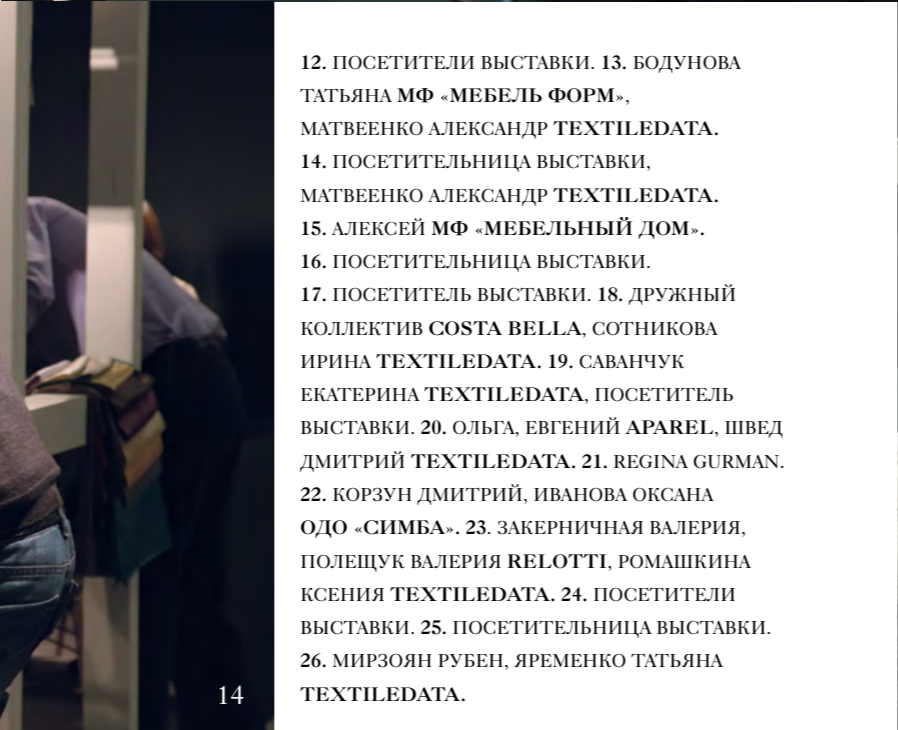 12. ПОСЕТИТЕЛИ ВЫСТАВКИ. 13. БОДУНОВА
ТАТЬЯНА МФ «МЕБЕЛЬ ФОРМ»,
МАТВЕЕНКО АЛЕКСАНДР TEXTILEDATA.
14. ПОСЕТИТЕЛЬНИЦА ВЫСТАВКИ,
МАТВЕЕНКО АЛЕКСАНДР TEXTILEDATA.
15. АЛЕКСЕЙ МФ «МЕБЕЛЬНЫЙ ДОМ».
16. ПОСЕТИТЕЛЬНИЦА ВЫСТАВКИ.
17. ПОСЕТИТЕЛЬ ВЫСТАВКИ. 18. ДРУЖНЫЙ
КОЛЛЕКТИВ COSTA BELLA, СОТНИКОВА
ИРИНА TEXTILEDATA. 19. САВАНЧУК
ЕКАТЕРИНА TEXTILEDATA, ПОСЕТИТЕЛЬ
ВЫСТАВКИ. 20. ОЛЬГА, ЕВГЕНИЙ APAREL, ШВЕД
ДМИТРИЙ TEXTILEDATA. 21. REGINA GURMAN.
22. КОРЗУН ДМИТРИЙ, ИВАНОВА ОКСАНА
ОДО «СИМБА». 23. ЗАКЕРНИЧНАЯ ВАЛЕРИЯ,
ПОЛЕЩУК ВАЛЕРИЯ RELOTTI, РОМАШКИНА
КСЕНИЯ TEXTILEDATA. 24. ПОСЕТИТЕЛИ
ВЫСТАВКИ. 25. ПОСЕТИТЕЛЬНИЦА ВЫСТАВКИ.
26. МИРЗОЯН РУБЕН, ЯРЕМЕНКО ТАТЬЯНА
TEXTILEDATA.
14